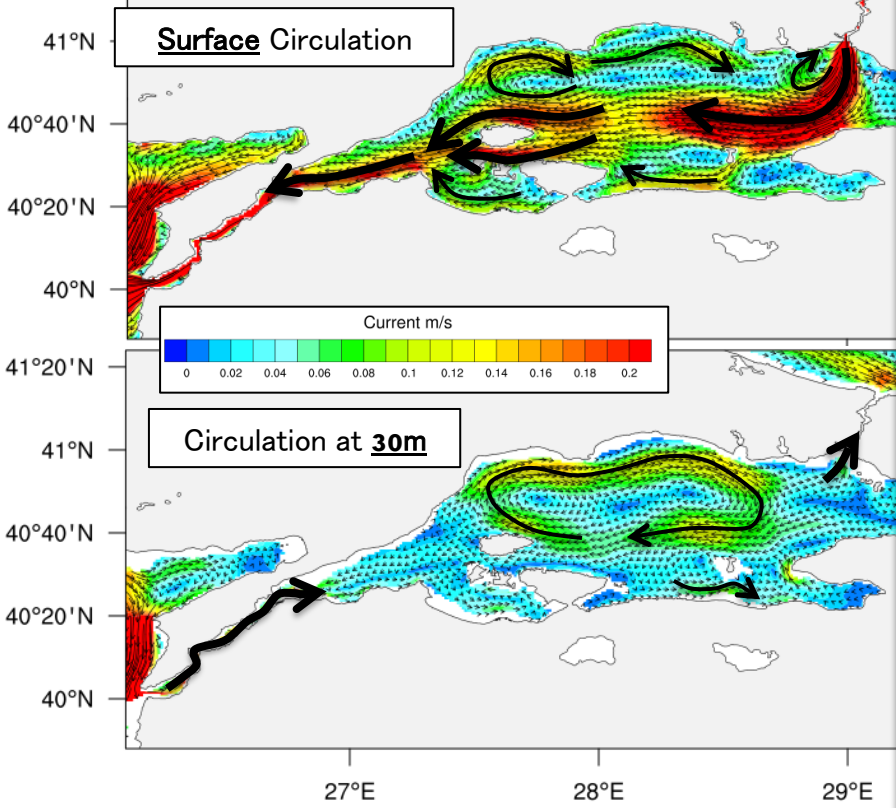 Surface Circulation
41°N
40°40'N
40°20'N
40°N
Current m/s
0 0.02 0.04 0.06 0.08 0.1 0.12 0.14 0.16 0.18 0.2
41°20'N
Circulation at 30m
41°N
40°40'N
40°20'N
40°N
27°E 28°E 29°E